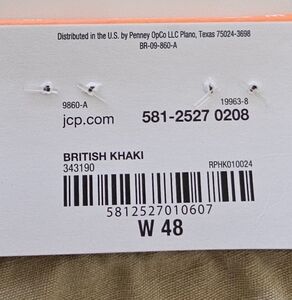 Distributed in the U.S. by Penney OpCo LLC Plano, Texas 75024-3698
BR-09-860-A
9860-A 19963-8
jcp.com 581-2527 0208
BRITISH KHAKI
343190 RPHK010024
5812527010607
W 48